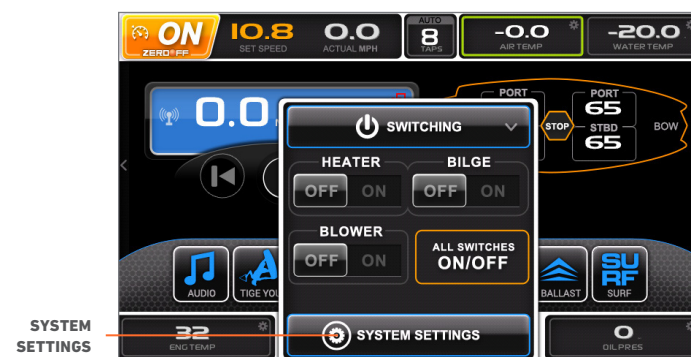 ON
ZERO®FF
10.8
SET SPEED
0.0
ACTUAL MPH
AUTO
8
TAPS
-0.0
AIR TEMP
-20.0
WATER TEMP
0.0
PORT
PORT
65
STOP
STBD
65
BOW
SWITCHING
HEATER
BILGE
OFF ON
OFF ON
BLOWER
OFF ON
ALL SWITCHES
ON/OFF
AUDIO
TIGE YOU
BALLAST
SURF
SURF
SYSTEM
SETTINGS
32
ENG TEMP
SYSTEM SETTINGS
0
OIL PRES